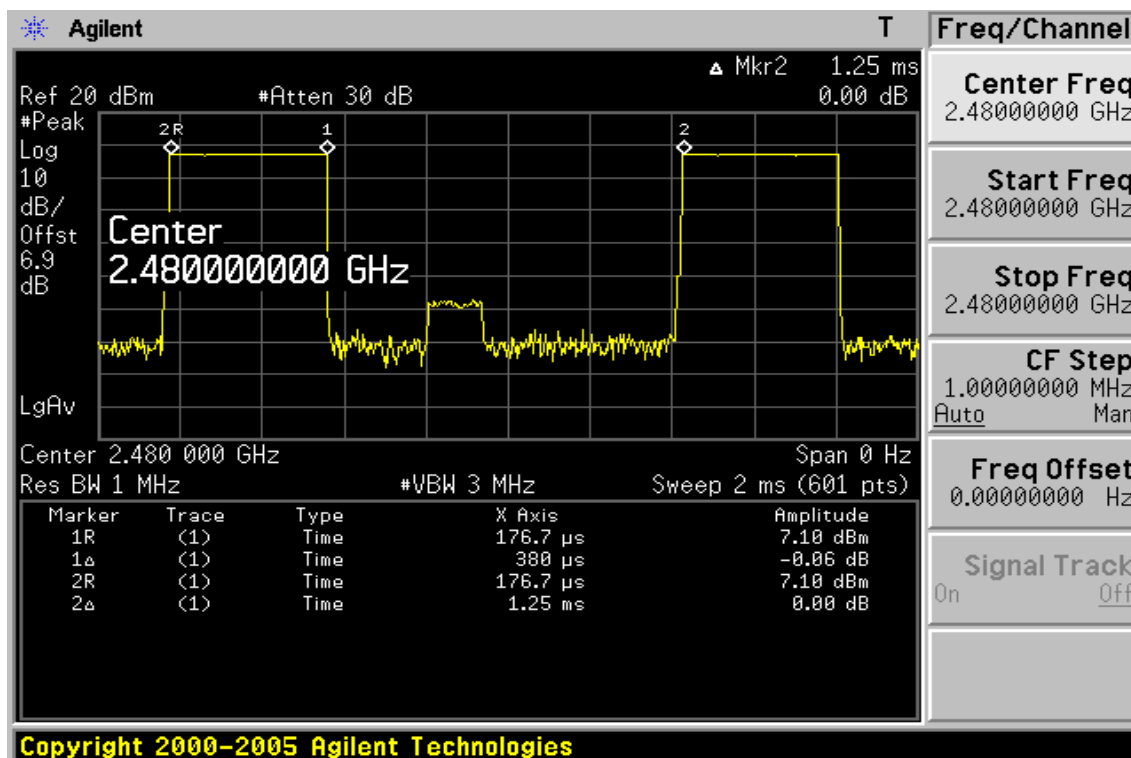 Agilent T Freq/Channel
Δ Mkr2 1.25 ms
Ref 20 dBm #Atten 30 dB 0.00 dB
#Peak
Log
10
dB/
Offst
6.9
dB
2R 1 2
Center
2.480000000 GHz
LgAv
Center 2.480 000 GHz Span 0 Hz
Res BW 1 MHz #VBW 3 MHz Sweep 2 ms (601 pts)
Marker Trace Type X Axis Amplitude
1R (1) Time 176.7 µs 7.10 dBm
1Δ (1) Time 380 µs -0.06 dB
2R (1) Time 176.7 µs 7.10 dBm
2Δ (1) Time 1.25 ms 0.00 dB
Center Freq
2.48000000 GHz
Start Freq
2.48000000 GHz
Stop Freq
2.48000000 GHz
CF Step
1.00000000 MHz
Auto Man
Freq Offset
0.00000000 Hz
Signal Track
On Off
Copyright 2000-2005 Agilent Technologies